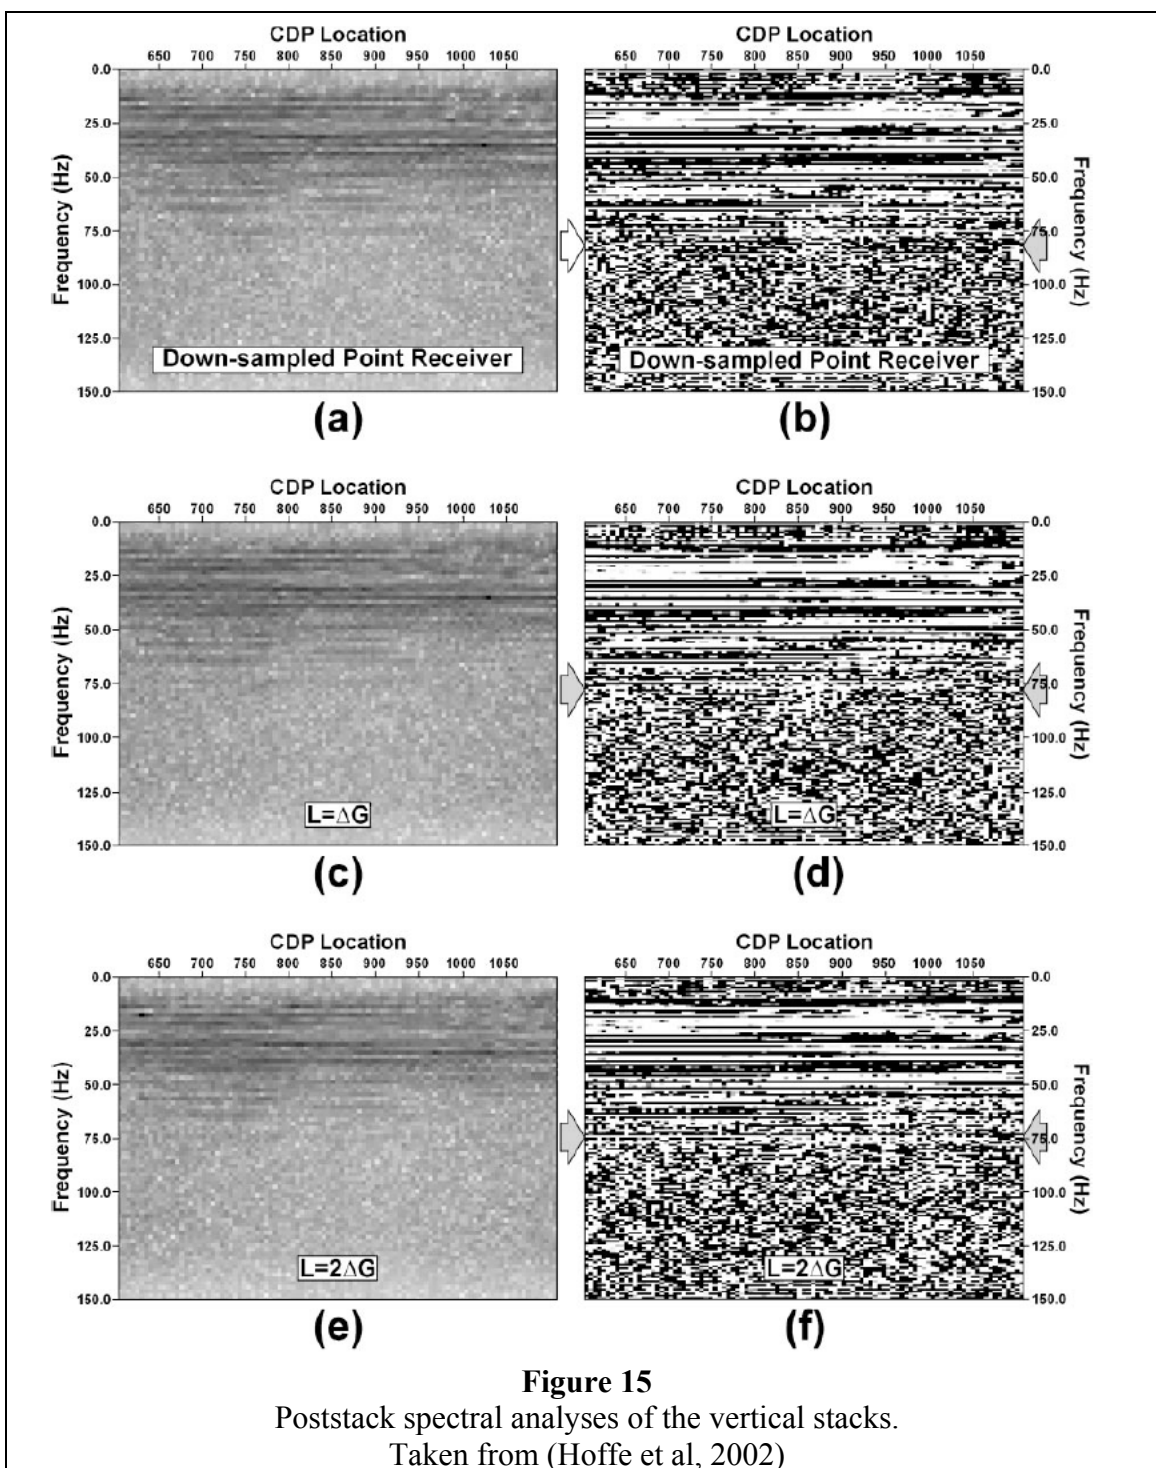 CDP Location
650 700 750 800 850 900 950 1000 1050
0.0
25.0
50.0
75.0
100.0
125.0
150.0
Frequency (Hz)
Down-sampled Point Receiver
(a)
CDP Location
650 700 750 800 850 900 950 1000 1050
0.0
25.0
50.0
75.0
100.0
125.0
150.0
Frequency (Hz)
Down-sampled Point Receiver
(b)
CDP Location
650 700 750 800 850 900 950 1000 1050
0.0
25.0
50.0
75.0
100.0
125.0
150.0
Frequency (Hz)
L=ΔG
(c)
CDP Location
650 700 750 800 850 900 950 1000 1050
0.0
25.0
50.0
75.0
100.0
125.0
150.0
Frequency (Hz)
L=ΔG
(d)
CDP Location
650 700 750 800 850 900 950 1000 1050
0.0
25.0
50.0
75.0
100.0
125.0
150.0
Frequency (Hz)
L=2ΔG
(e)
CDP Location
650 700 750 800 850 900 950 1000 1050
0.0
25.0
50.0
75.0
100.0
125.0
150.0
Frequency (Hz)
L=2ΔG
(f)
Figure 15
Poststack spectral analyses of the vertical stacks.
Taken from (Hoffe et al, 2002)